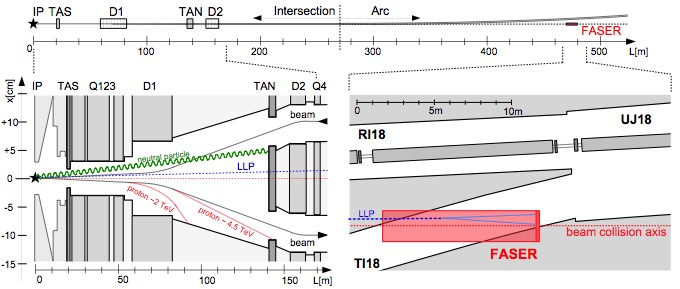 IP TAS D1 TAN D2 Intersection Arc
FASER
0 100 200 300 400 500 L[m]
x[cm]
IP TAS Q123 D1 TAN D2 Q4
+10
+5
0
-5
-10
-15
beam
neutral particle
LLP
proton ~2 TeV
proton ~ 4.5 TeV
beam
0 50 100 150 L[m]
0 5m 10m
RI18
UJ18
LLP
beam collision axis
FASER
TI18